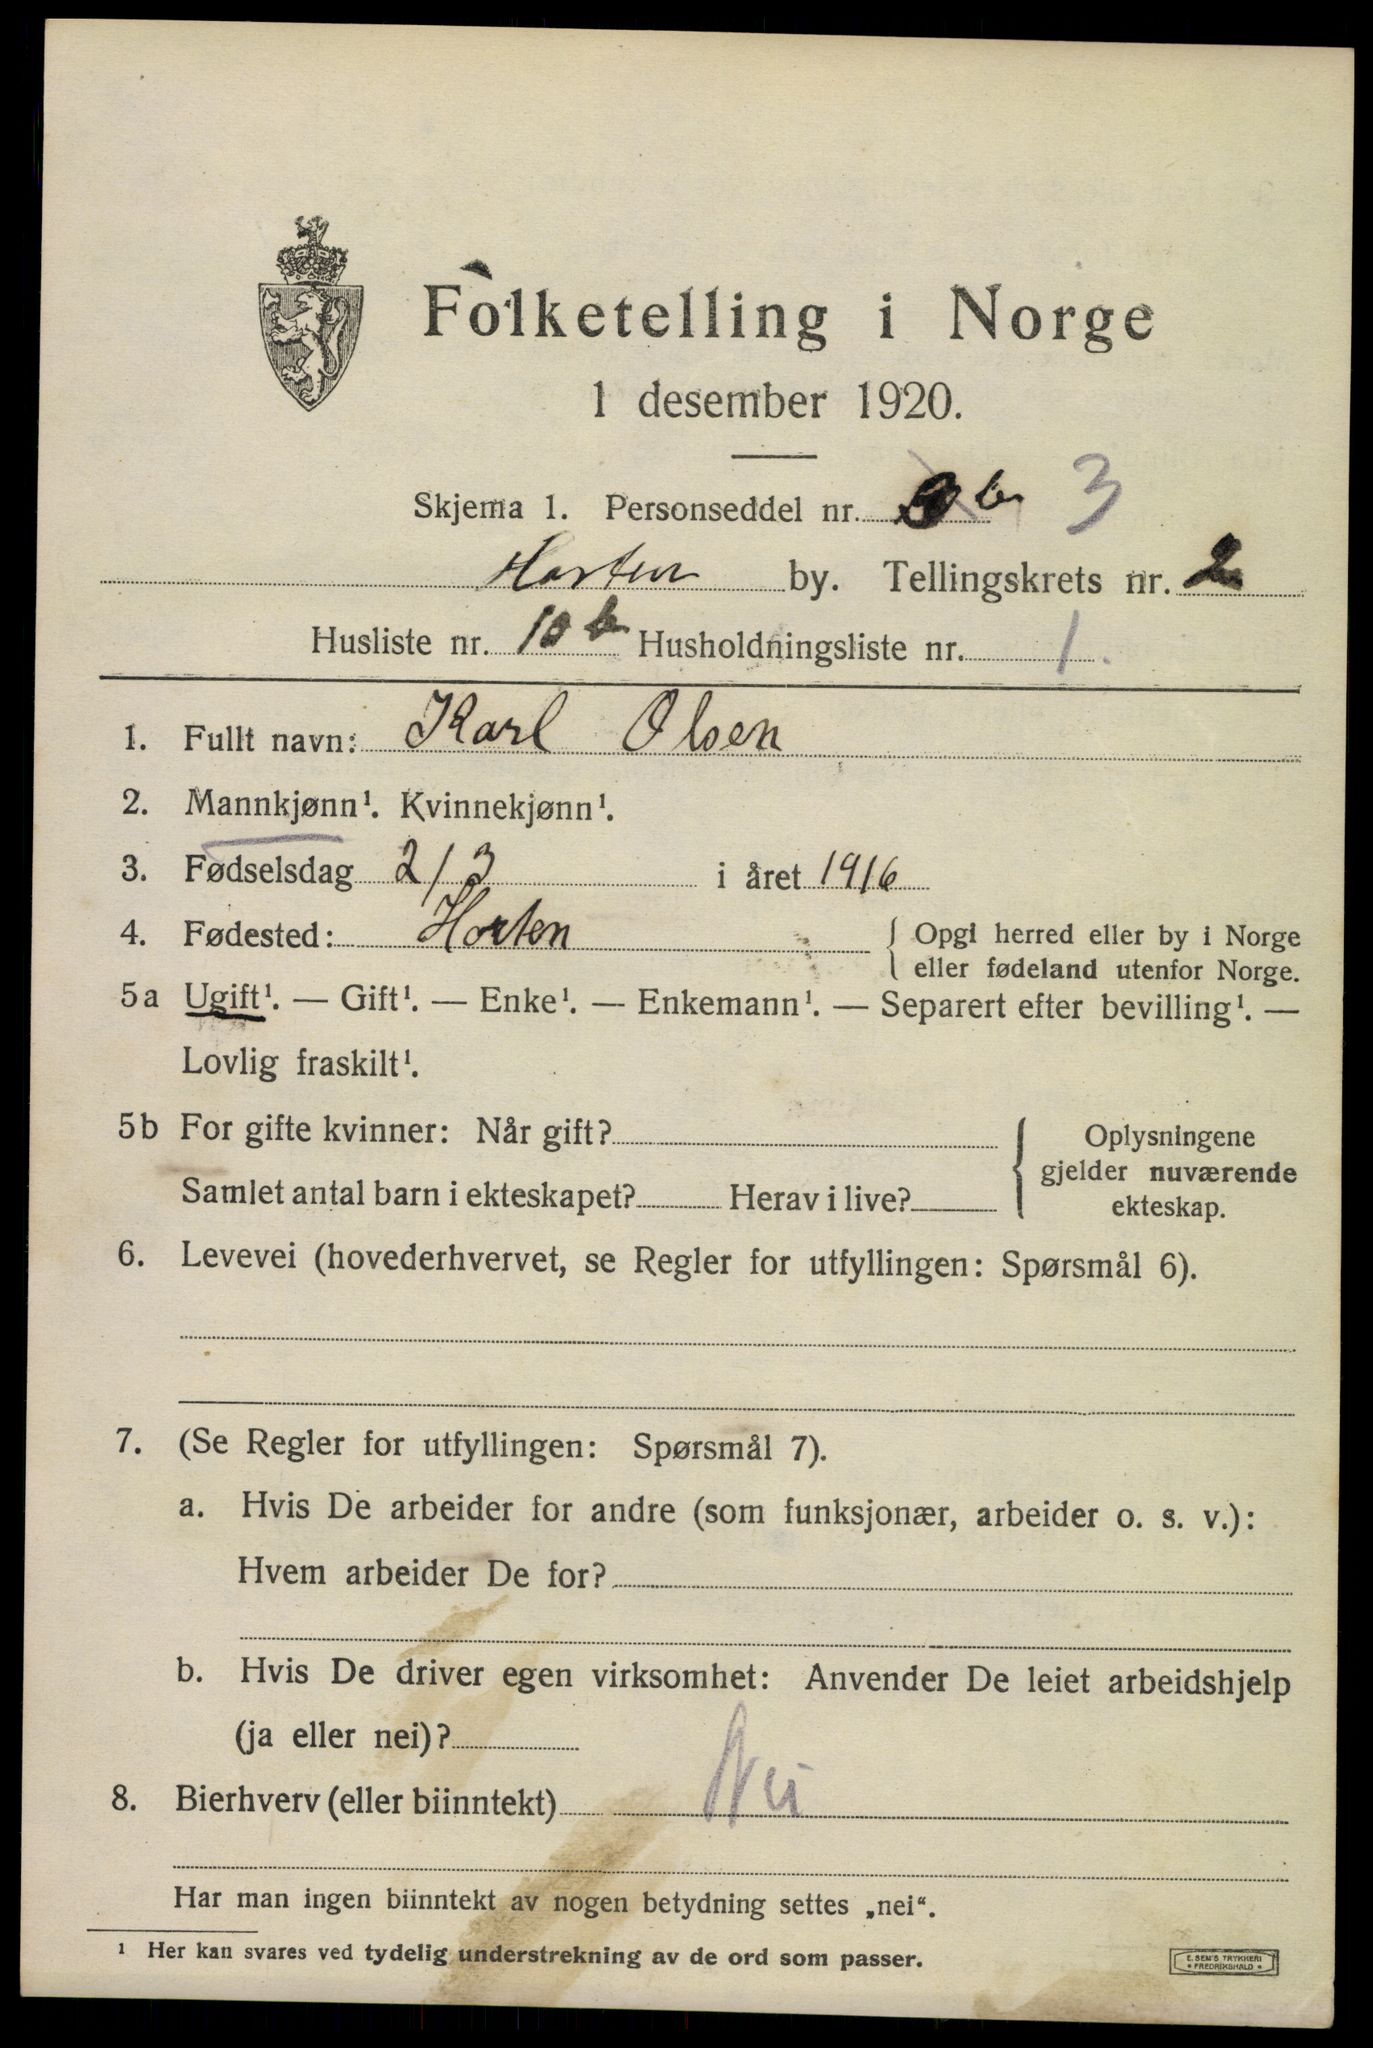 Folketelling i Norge
1 desember 1920.
Skjema 1. Personseddel nr. b 3
Horten by. Tellingskrets nr. 2
Husliste nr. 10 b Husholdningsliste nr. 1.
1. Fullt navn: Karl Olsen
2. Mannkjønn¹. Kvinnekjønn¹.
3. Fødselsdag 2/3 i året 1916
4. Fødested: Horten { Opgi herred eller by i Norge
eller fødeland utenfor Norge.
5a Ugift¹. — Gift¹. — Enke¹. — Enkemann¹. — Separert efter bevilling¹. —
Lovlig fraskilt¹.
5b For gifte kvinner: Når gift? { Oplysningene
gjelder nuværende
Samlet antal barn i ekteskapet? Herav i live? ekteskap.
6. Levevei (hovederhvervet, se Regler for utfyllingen: Spørsmål 6).
7. (Se Regler for utfyllingen: Spørsmål 7).
a. Hvis De arbeider for andre (som funksjonær, arbeider o. s. v.):
Hvem arbeider De for?
b. Hvis De driver egen virksomhet: Anvender De leiet arbeidshjelp
(ja eller nei)?
8. Bierhverv (eller biinntekt) Nei
Har man ingen biinntekt av nogen betydning settes „nei“.
¹ Her kan svares ved tydelig understrekning av de ord som passer.
E. SEM'S TRYKKERI
* FREDRIKSHALD *